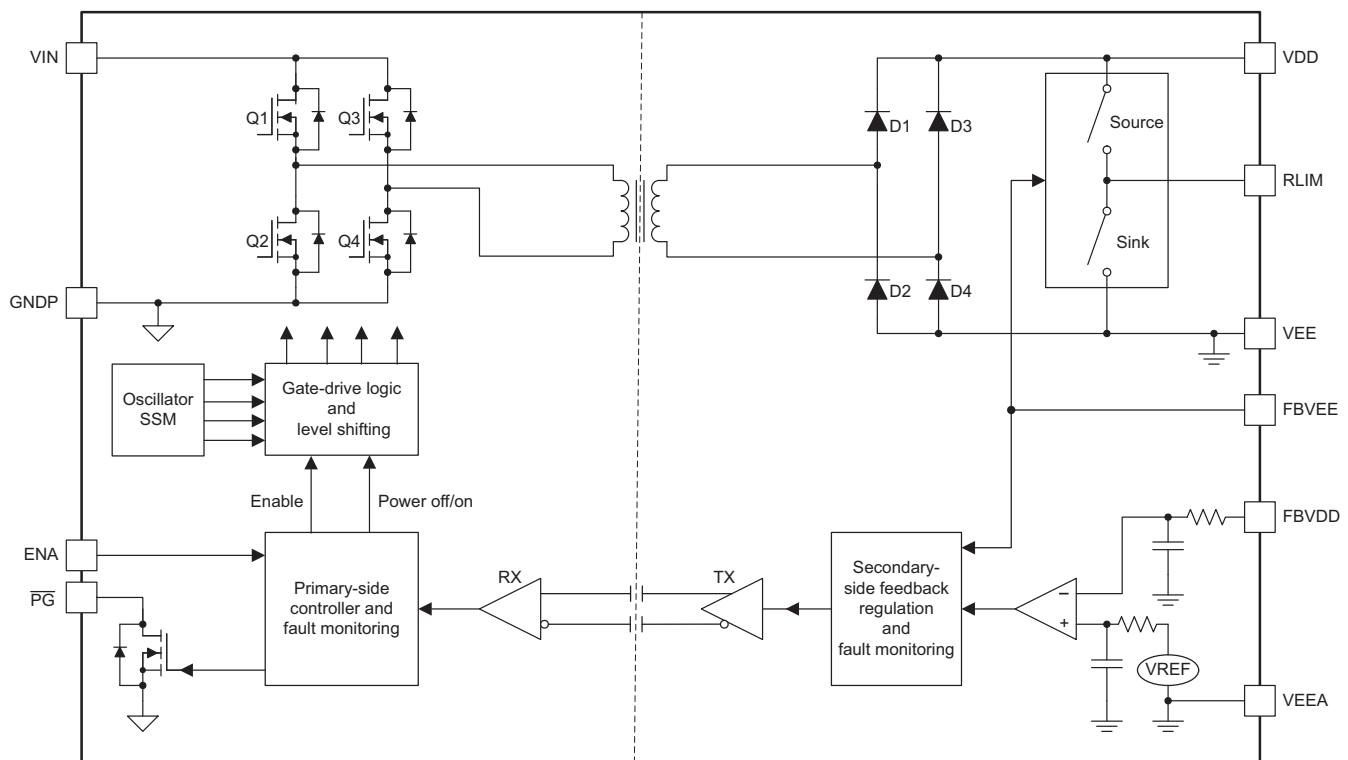 VIN
VDD
Q1
Q3
D1
D3
Source
RLIM
Q2
Q4
Sink
GNDP
D2
D4
VEE
Oscillator
SSM
Gate-drive logic
and
level shifting
FBVEE
Enable
Power off/on
FBVDD
ENA
PG
Primary-side
controller and
fault monitoring
RX
TX
Secondary-
side feedback
regulation
and
fault monitoring
–
+
VREF
VEEA